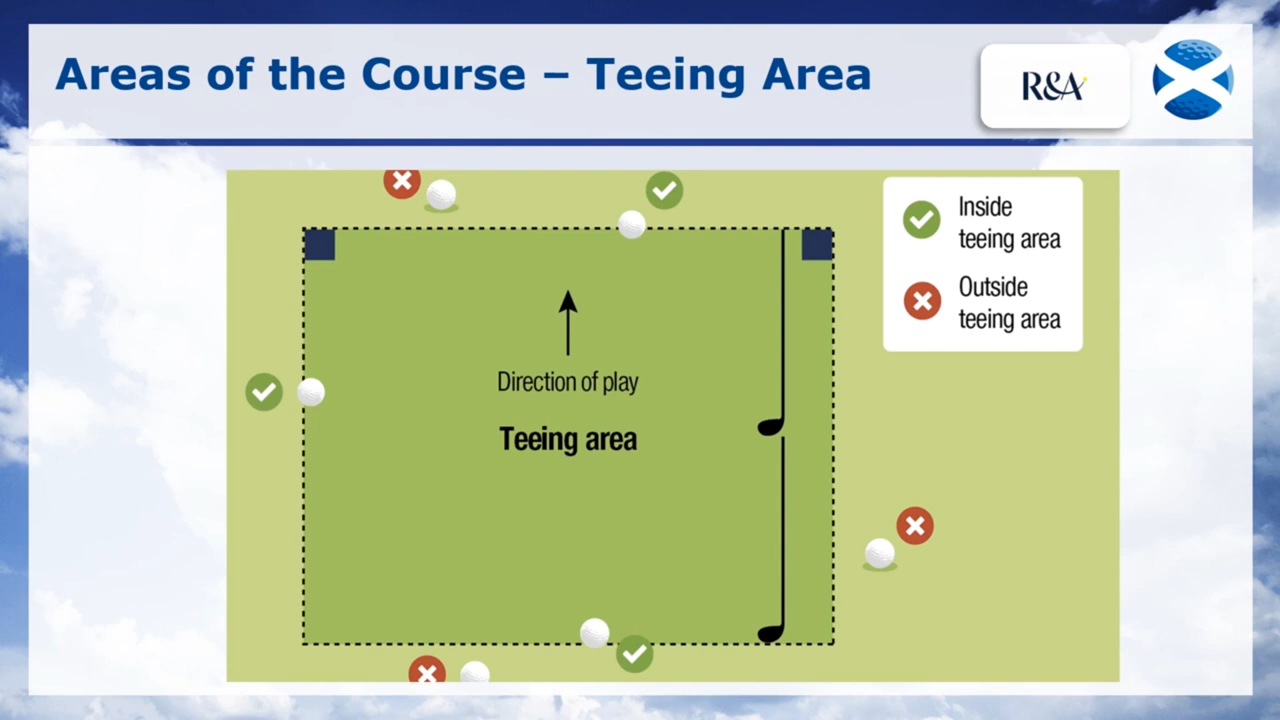 Areas of the Course – Teeing Area
R&A
Inside
teeing area
Outside
teeing area
Direction of play
Teeing area